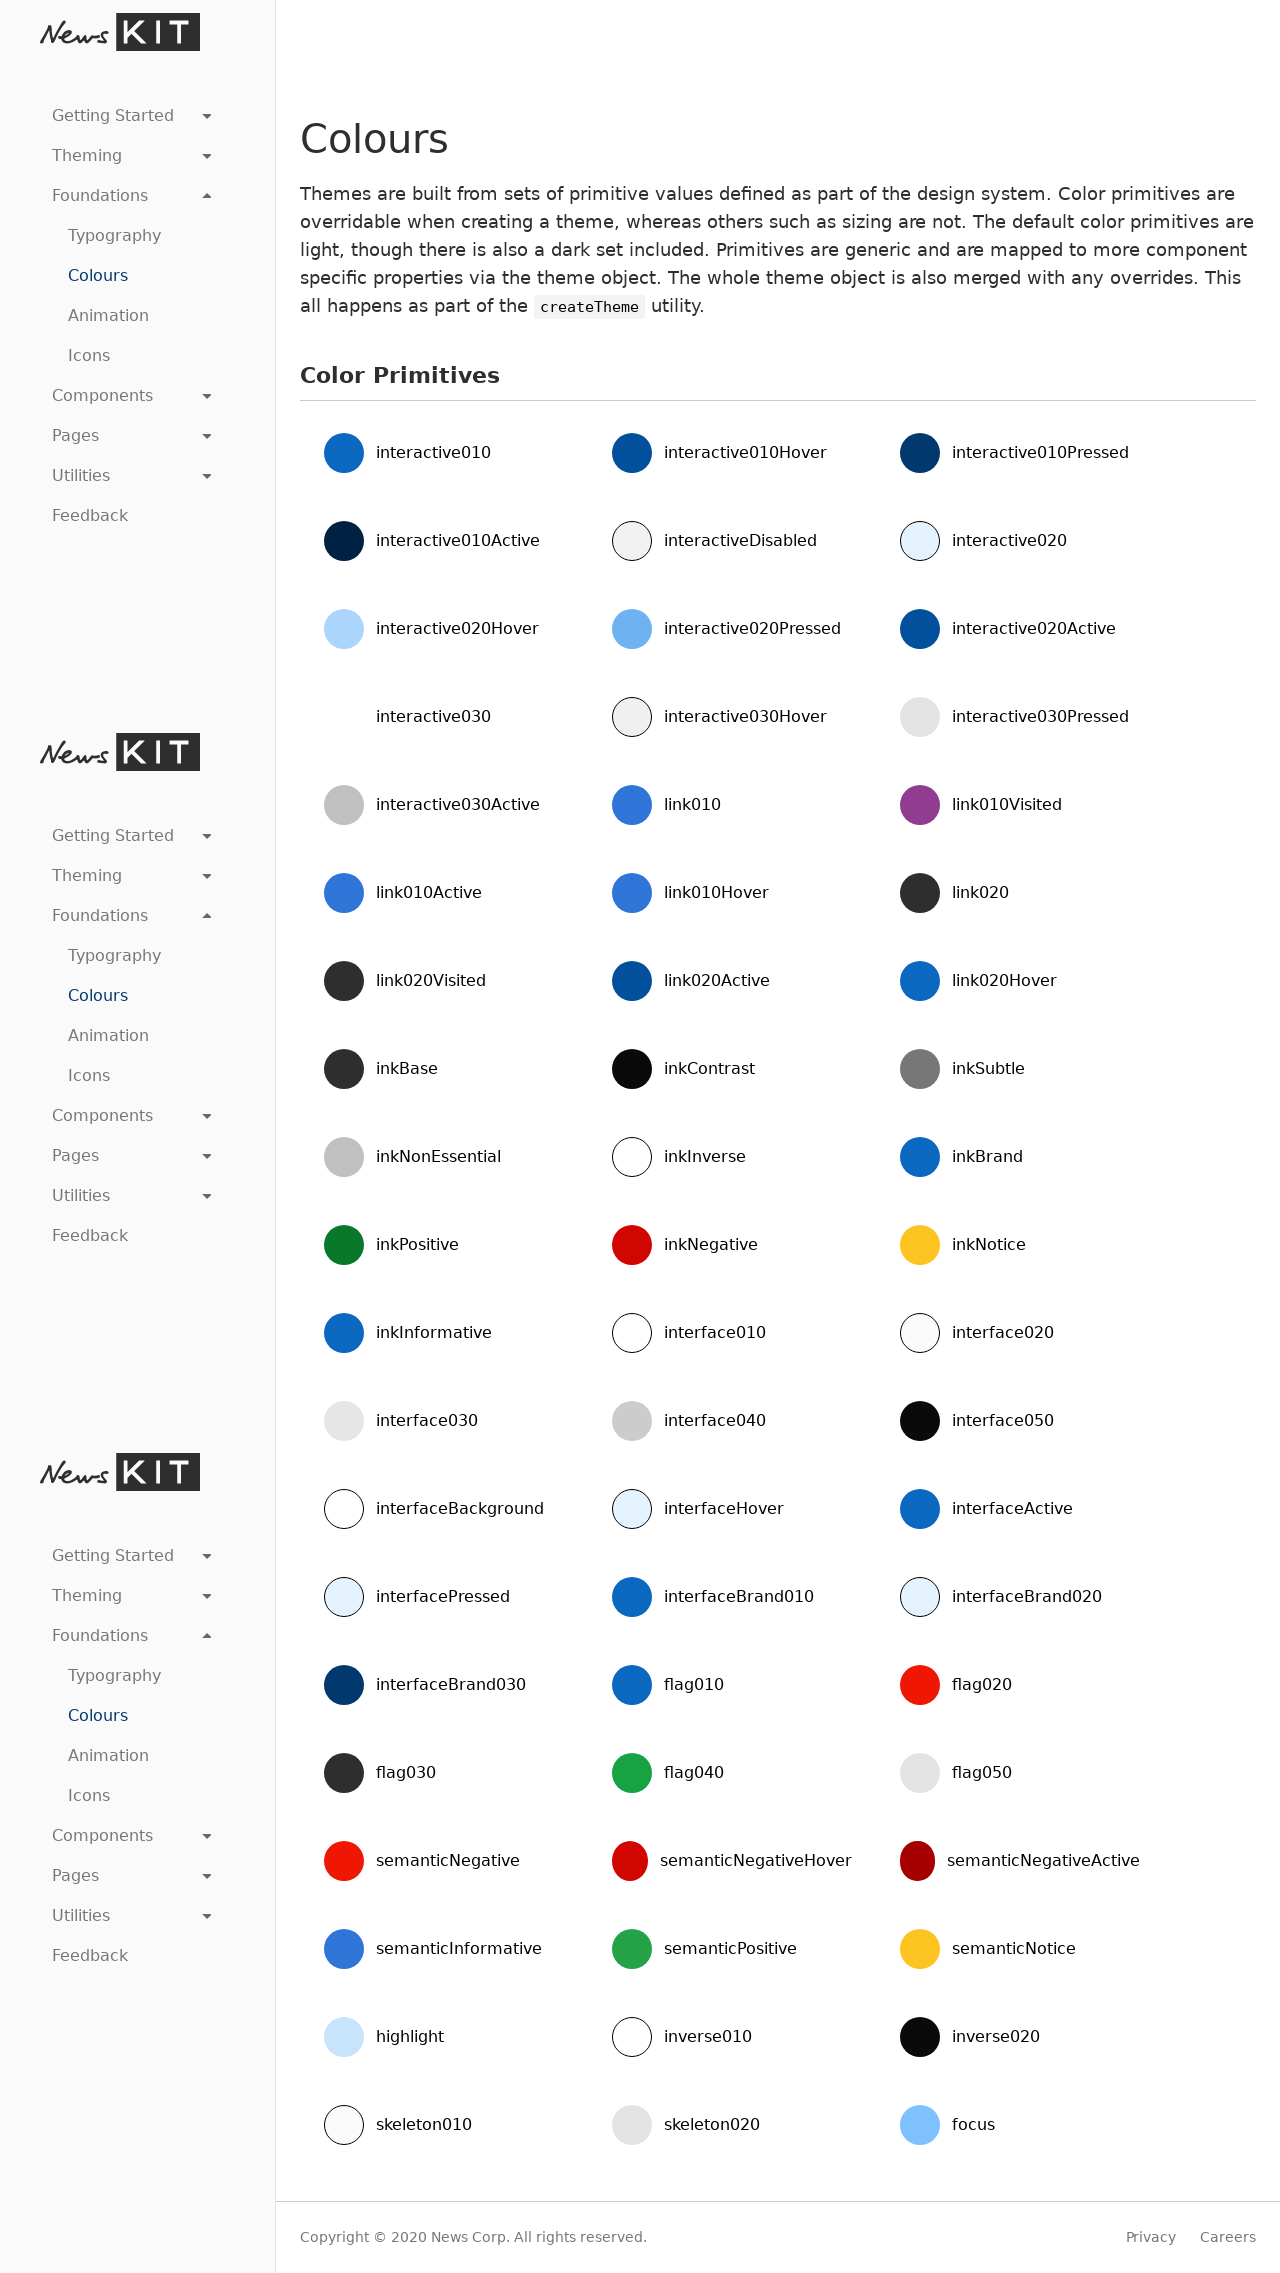 News KIT
Getting Started
Theming
Foundations
Typography
Colours
Animation
Icons
Components
Pages
Utilities
Feedback
News KIT
Getting Started
Theming
Foundations
Typography
Colours
Animation
Icons
Components
Pages
Utilities
Feedback
News KIT
Getting Started
Theming
Foundations
Typography
Colours
Animation
Icons
Components
Pages
Utilities
Feedback
Colours
Themes are built from sets of primitive values defined as part of the design system. Color primitives are
overridable when creating a theme, whereas others such as sizing are not. The default color primitives are
light, though there is also a dark set included. Primitives are generic and are mapped to more component
specific properties via the theme object. The whole theme object is also merged with any overrides. This
all happens as part of the createTheme utility.
Color Primitives
interactive010 interactive010Hover interactive010Pressed
interactive010Active interactiveDisabled interactive020
interactive020Hover interactive020Pressed interactive020Active
interactive030 interactive030Hover interactive030Pressed
interactive030Active link010 link010Visited
link010Active link010Hover link020
link020Visited link020Active link020Hover
inkBase inkContrast inkSubtle
inkNonEssential inkInverse inkBrand
inkPositive inkNegative inkNotice
inkInformative interface010 interface020
interface030 interface040 interface050
interfaceBackground interfaceHover interfaceActive
interfacePressed interfaceBrand010 interfaceBrand020
interfaceBrand030 flag010 flag020
flag030 flag040 flag050
semanticNegative semanticNegativeHover semanticNegativeActive
semanticInformative semanticPositive semanticNotice
highlight inverse010 inverse020
skeleton010 skeleton020 focus
Copyright © 2020 News Corp. All rights reserved. Privacy Careers